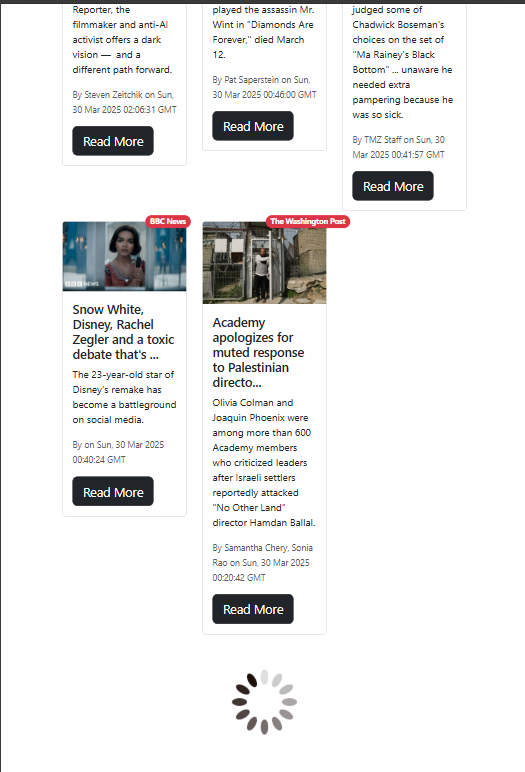 Reporter, the
filmmaker and anti-AI
activist offers a dark
vision — and a
different path forward.
By Steven Zeitchik on Sun,
30 Mar 2025 02:06:31 GMT
Read More
played the assassin Mr.
Wint in "Diamonds Are
Forever," died March
12.
By Pat Saperstein on Sun,
30 Mar 2025 00:46:00 GMT
Read More
judged some of
Chadwick Boseman's
choices on the set of
"Ma Rainey's Black
Bottom" ... unaware he
needed extra
pampering because he
was so sick.
By TMZ Staff on Sun, 30
Mar 2025 00:41:57 GMT
Read More
BBC News
BBC NEWS
Snow White,
Disney, Rachel
Zegler and a toxic
debate that's ...
The 23-year-old star of
Disney's remake has
become a battleground
on social media.
By on Sun, 30 Mar 2025
00:40:24 GMT
Read More
The Washington Post
Academy
apologizes for
muted response
to Palestinian
directo...
Olivia Colman and
Joaquin Phoenix were
among more than 600
Academy members
who criticized leaders
after Israeli settlers
reportedly attacked
“No Other Land”
director Hamdan Ballal.
By Samantha Chery, Sonia
Rao on Sun, 30 Mar 2025
00:20:42 GMT
Read More